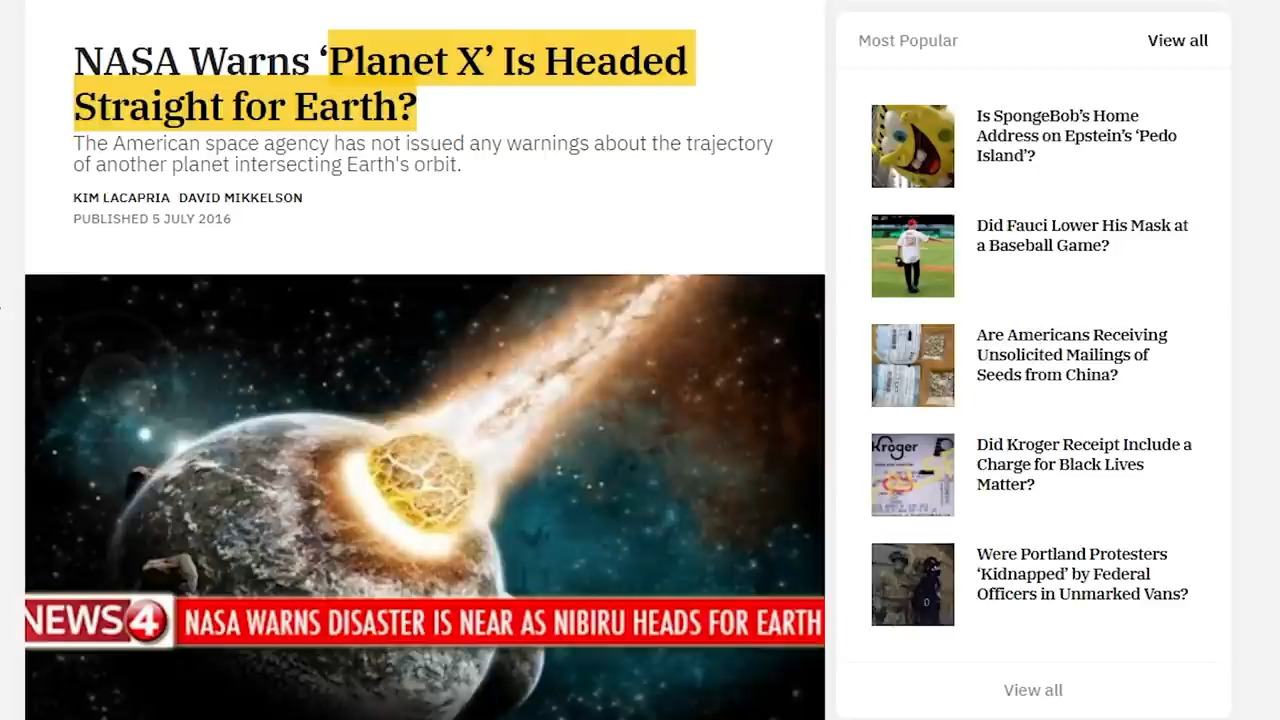 NASA Warns ‘Planet X’ Is Headed
Straight for Earth?
The American space agency has not issued any warnings about the trajectory
of another planet intersecting Earth's orbit.
KIM LACAPRIA DAVID MIKKELSON
PUBLISHED 5 JULY 2016
NEWS 4 NASA WARNS DISASTER IS NEAR AS NIBIRU HEADS FOR EARTH
Most Popular View all
Is SpongeBob’s Home
Address on Epstein’s ‘Pedo
Island’?
Did Fauci Lower His Mask at
a Baseball Game?
Are Americans Receiving
Unsolicited Mailings of
Seeds from China?
Kroger
Did Kroger Receipt Include a
Charge for Black Lives
Matter?
Were Portland Protesters
‘Kidnapped’ by Federal
Officers in Unmarked Vans?
View all